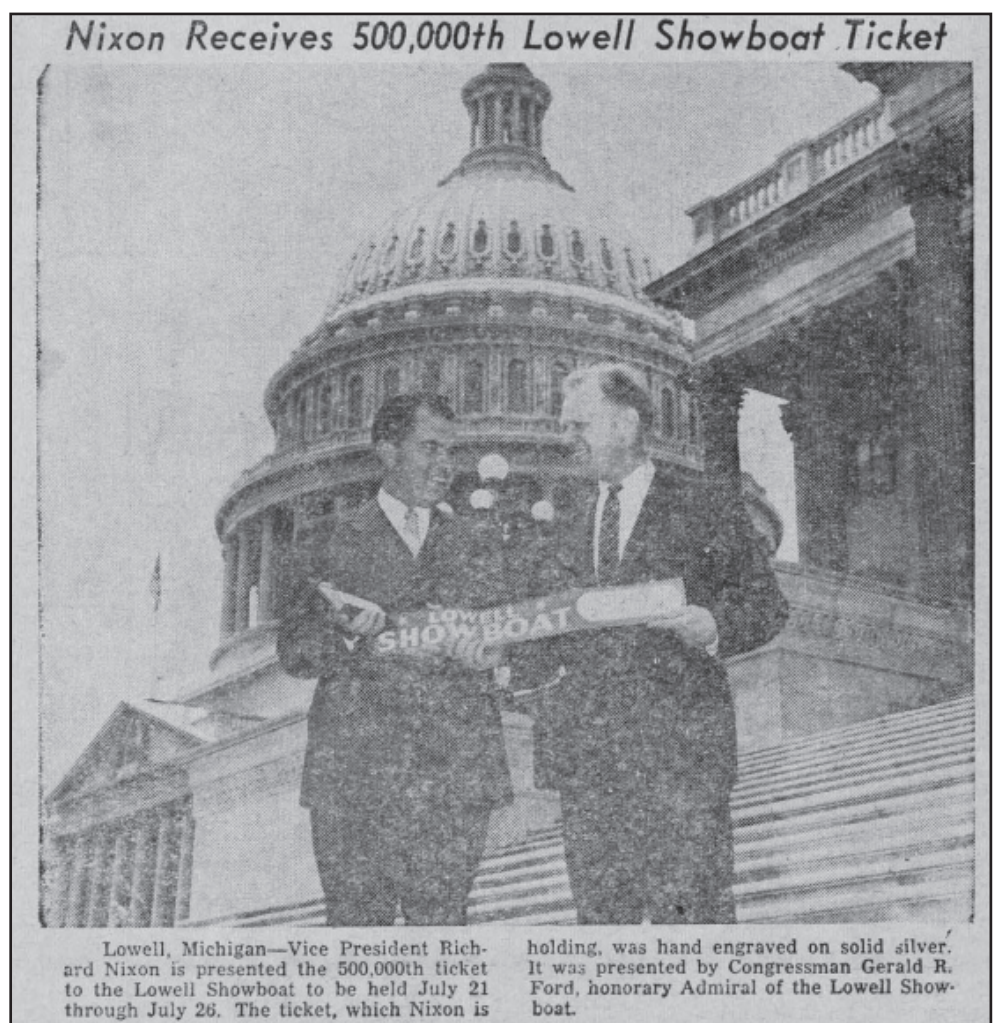 Nixon Receives 500,000th Lowell Showboat Ticket
LOWELL
SHOWBOAT
Lowell, Michigan—Vice President Rich-
ard Nixon is presented the 500,000th ticket
to the Lowell Showboat to be held July 21
through July 26. The ticket, which Nixon is
holding, was hand engraved on solid silver.
It was presented by Congressman Gerald R.
Ford, honorary Admiral of the Lowell Show-
boat.